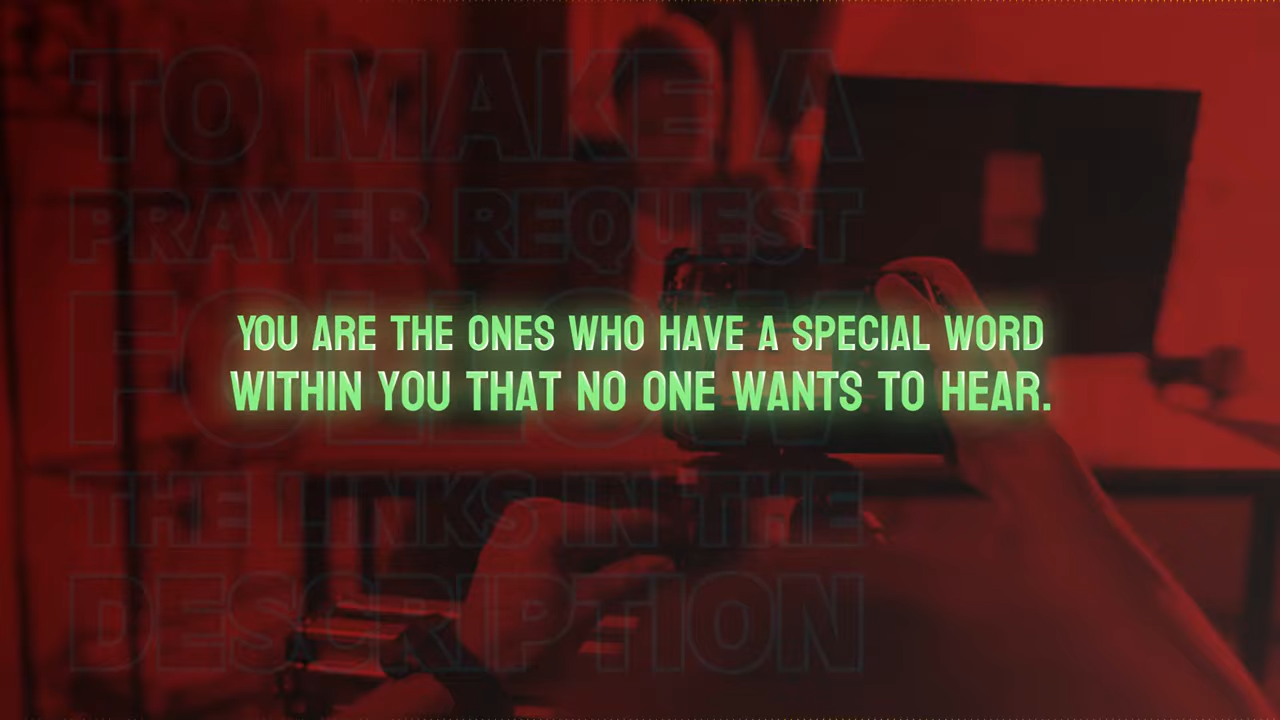 TO MAKE A
PRAYER REQUEST
FOLLOW
YOU ARE THE ONES WHO HAVE A SPECIAL WORD
WITHIN YOU THAT NO ONE WANTS TO HEAR.
THE LINKS IN THE
DESCRIPTION